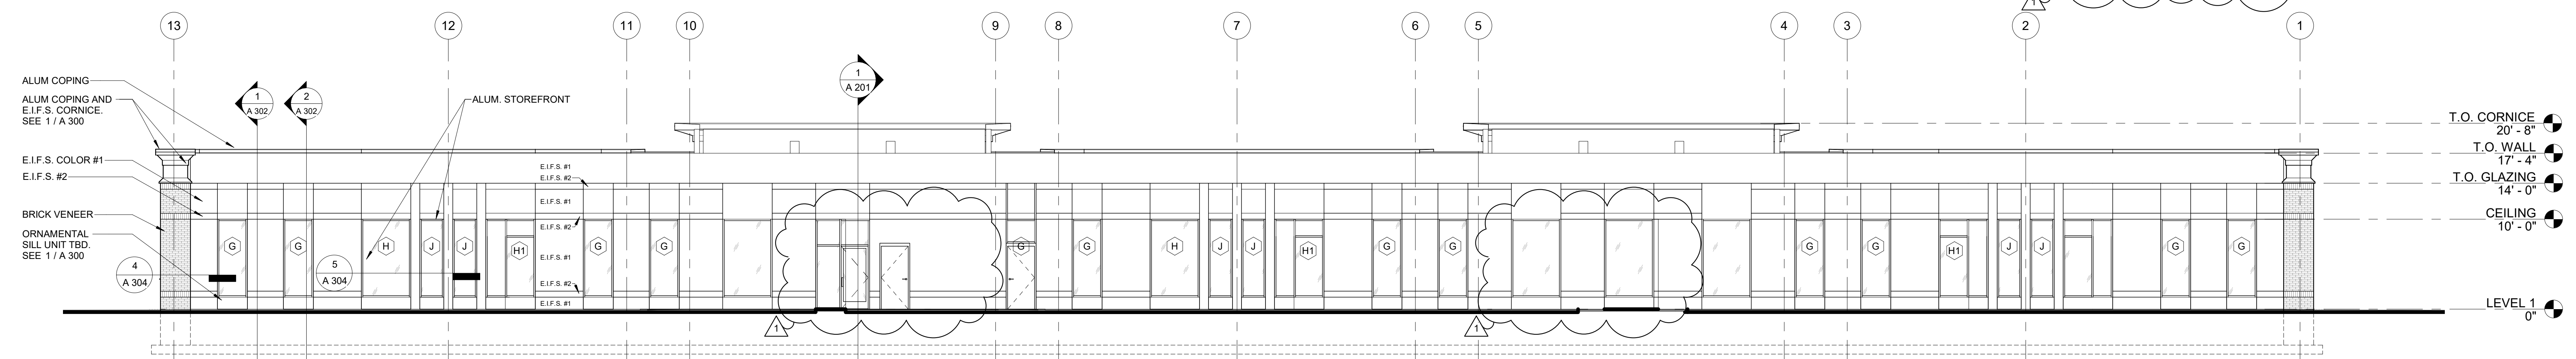 1
13
12
11
10
9
8
7
6
5
4
3
2
1
ALUM COPING
ALUM COPING AND
E.I.F.S. CORNICE.
SEE 1 / A 300
E.I.F.S. COLOR #1
E.I.F.S. #2
BRICK VENEER
ORNAMENTAL
SILL UNIT TBD.
SEE 1 / A 300
1
A 302
2
A 302
1
A 201
ALUM. STOREFRONT
4
A 304
5
A 304
E.I.F.S. #1
E.I.F.S. #2
E.I.F.S. #1
E.I.F.S. #2
E.I.F.S. #1
E.I.F.S. #2
E.I.F.S. #1
G
G
H
J
J
H1
G
G
G
G
H
J
J
H1
G
G
G
G
H1
J
J
G
G
1
1
T.O. CORNICE
20' - 8"
T.O. WALL
17' - 4"
T.O. GLAZING
14' - 0"
CEILING
10' - 0"
LEVEL 1
0"